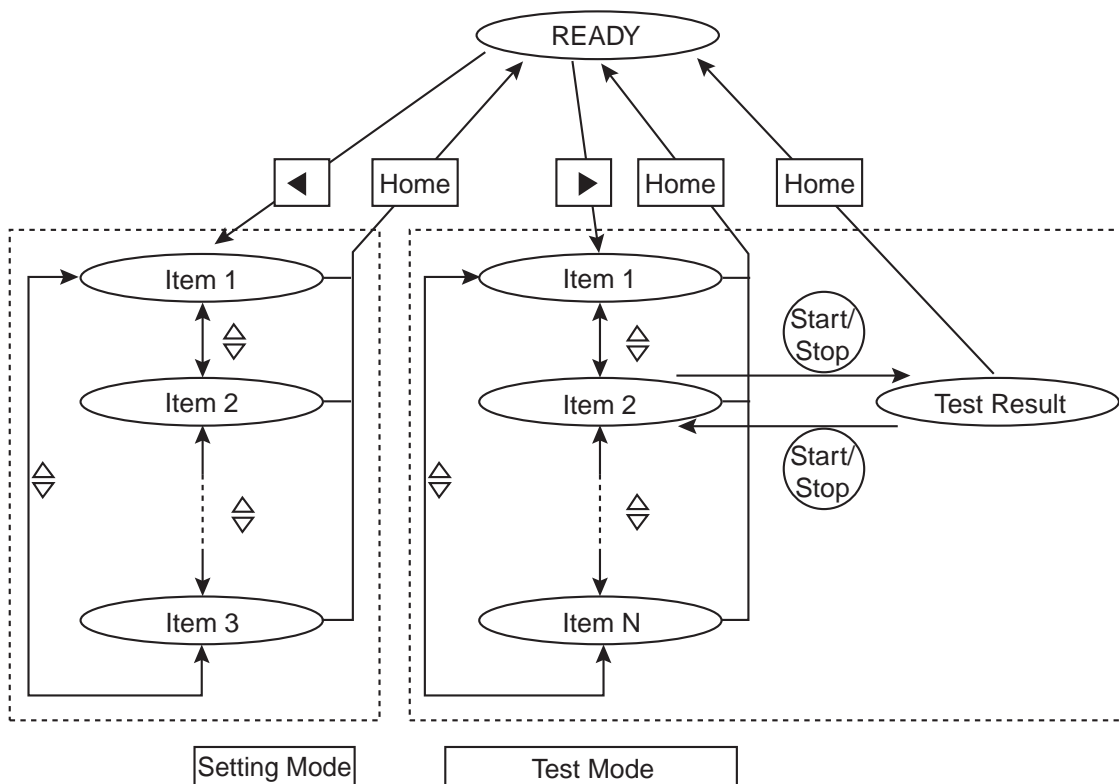 READY
Home
Home
Home
Item 1
Item 2
Item 3
Item 1
Item 2
Item N
Start/
Stop
Start/
Stop
Test Result
Setting Mode
Test Mode